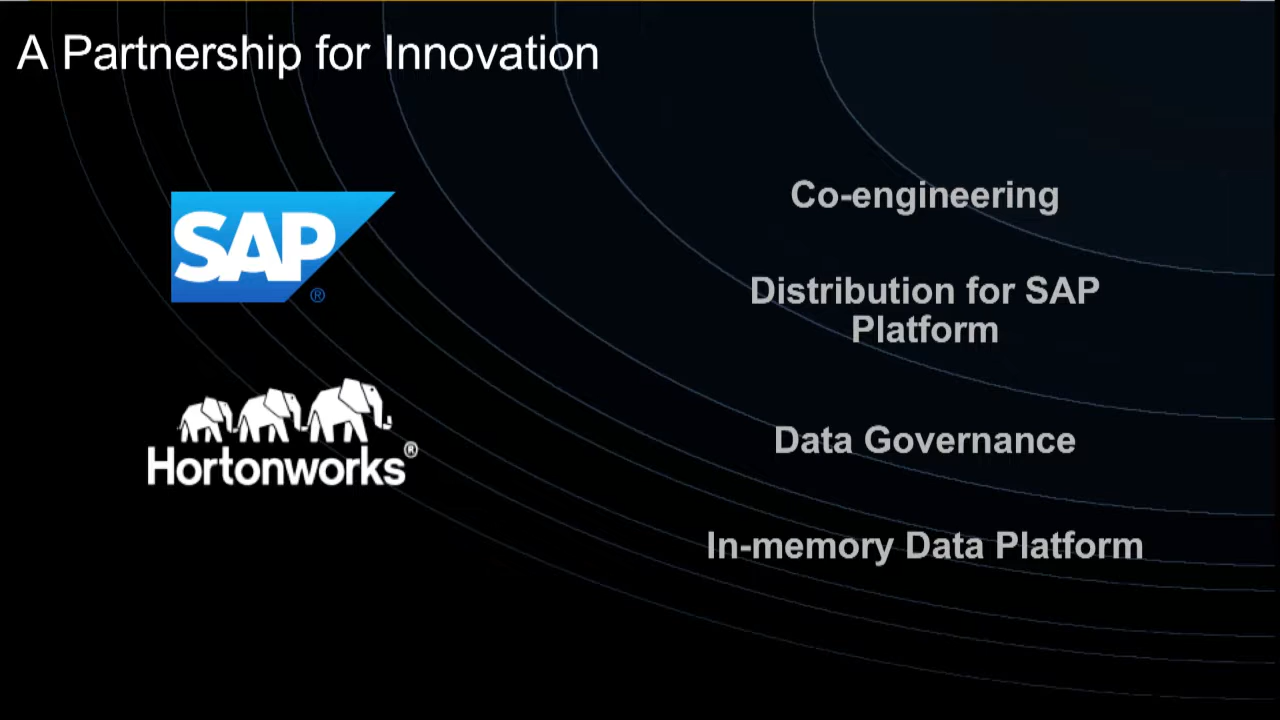 A Partnership for Innovation
SAP
®
Hortonworks®
Co-engineering
Distribution for SAP
Platform
Data Governance
In-memory Data Platform